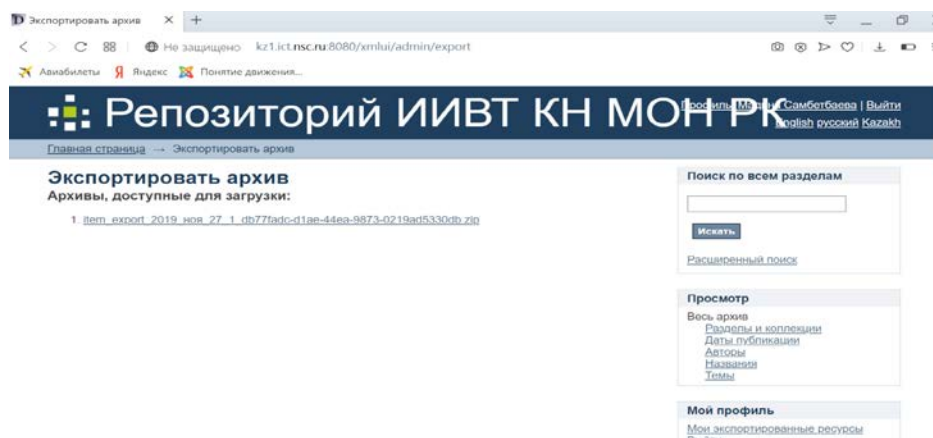 Экспортировать архив
Не защищено kz1.ict.nsc.ru:8080/xmlui/admin/export
Авиабилеты Яндекс Понятие движения...
Репозиторий ИИВТ КН МОН РК
Профиль Самбетбаева | Выйти
English русский Kazakh
Главная страница → Экспортировать архив
Экспортировать архив
Архивы, доступные для загрузки:
1. item_export_2019_ноя_27_1_db77fadc-d1ae-44ea-9873-0219ad5330db.zip
Поиск по всем разделам
Искать
Расширенный поиск
Просмотр
Весь архив
Разделы и коллекции
Даты публикации
Авторы
Названия
Темы
Мой профиль
Мои экспортированные ресурсы